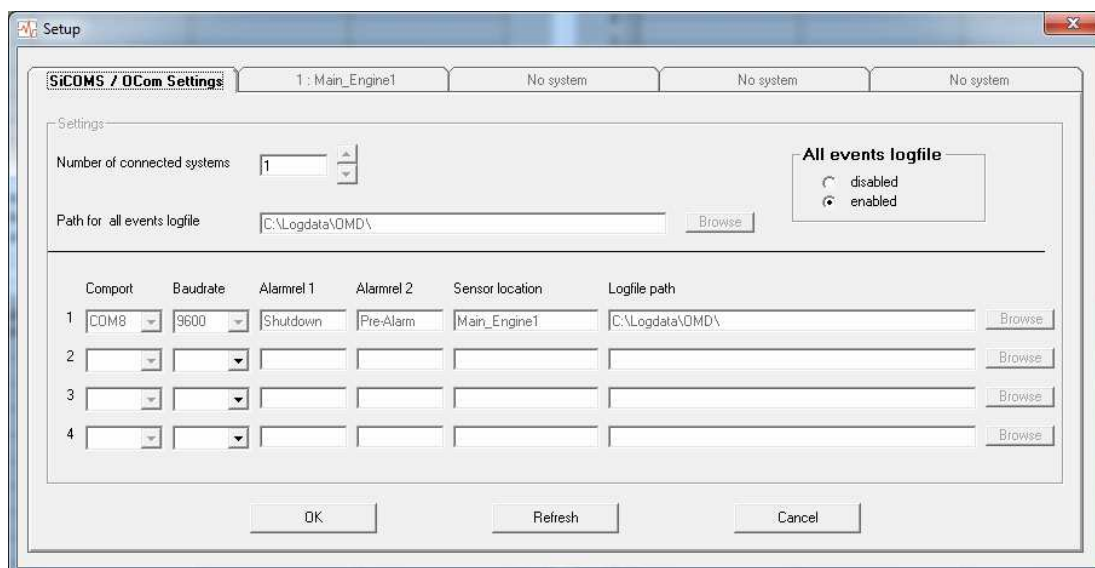 Setup
SiCOMS / OCom Settings 1 : Main_Engine1 No system No system No system
Settings
Number of connected systems 1
All events logfile
disabled
enabled
Path for all events logfile C:\Logdata\OMD\ Browse
Comport Baudrate Alarmrel 1 Alarmrel 2 Sensor location Logfile path
1 COM8 9600 Shutdown Pre-Alarm Main_Engine1 C:\Logdata\OMD\ Browse
2 Browse
3 Browse
4 Browse
OK Refresh Cancel